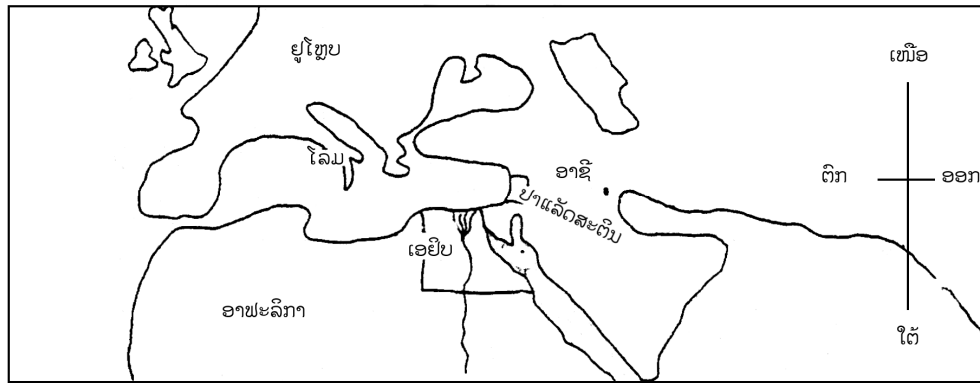 ຢູໂຫຼບ
ເໜືອ
ໂລັມ
ອາຊີ
ຕົກ
ອອກ
ປາແລັດສະຕິນ
ເອຢິບ
ອາຟະລິກາ
ໃຕ້